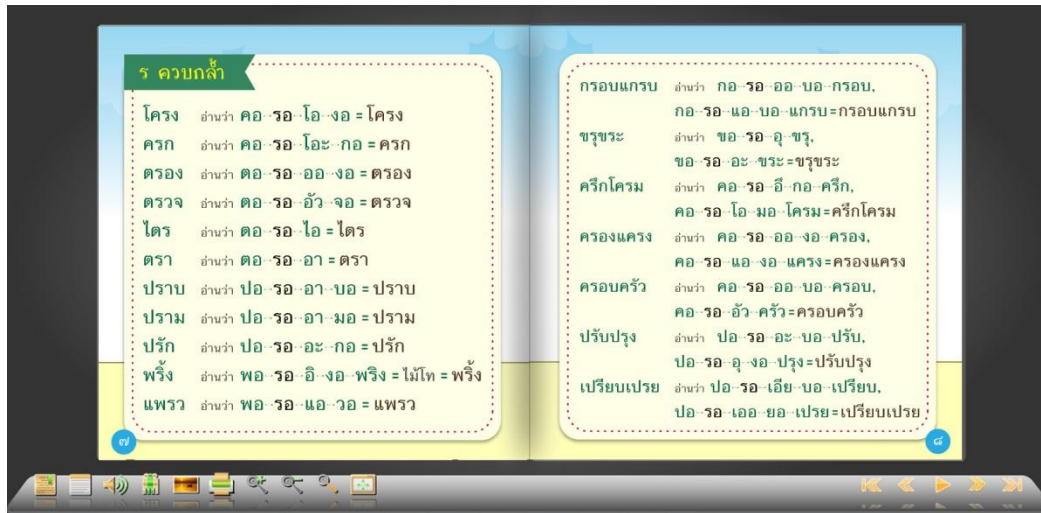 ร ควบกล้ำ
โครง อ่านว่า คอ--รอ--โอ--งอ = โครง
ครก อ่านว่า คอ--รอ--โอะ--กอ = ครก
ตรอง อ่านว่า ตอ--รอ--ออ--งอ = ตรอง
ตรวจ อ่านว่า ตอ--รอ--อัว--จอ = ตรวจ
ไตร อ่านว่า ตอ--รอ--ไอ = ไตร
ตรา อ่านว่า ตอ--รอ--อา = ตรา
ปราบ อ่านว่า ปอ--รอ--อา--บอ = ปราบ
ปราม อ่านว่า ปอ--รอ--อา--มอ = ปราม
ปรัก อ่านว่า ปอ--รอ--อะ--กอ = ปรัก
พริ้ง อ่านว่า พอ--รอ--อิ--งอ--พริง = ไม้โท = พริ้ง
แพรว อ่านว่า พอ--รอ--แอ--วอ = แพรว
๗
กรอบแกรบ อ่านว่า กอ--รอ--ออ--บอ--กรอบ,
กอ--รอ--แอ--บอ--แกรบ=กรอบแกรบ
ขรุขระ อ่านว่า ขอ--รอ--อุ--ขรุ,
ขอ--รอ--อะ--ขระ=ขรุขระ
ครึกโครม อ่านว่า คอ--รอ--อึ--กอ--ครึก,
คอ--รอ--โอ--มอ--โครม=ครึกโครม
ครองแครง อ่านว่า คอ--รอ--ออ--งอ--ครอง,
คอ--รอ--แอ--งอ--แครง=ครองแครง
ครอบครัว อ่านว่า คอ--รอ--ออ--บอ--ครอบ,
คอ--รอ--อัว--ครัว=ครอบครัว
ปรับปรุง อ่านว่า ปอ--รอ--อะ--บอ--ปรับ,
ปอ--รอ--อุ--งอ--ปรุง=ปรับปรุง
เปรียบเปรย อ่านว่า ปอ--รอ--เอีย--บอ--เปรียบ,
ปอ--รอ--เออ--ยอ--เปรย=เปรียบเปรย
๘